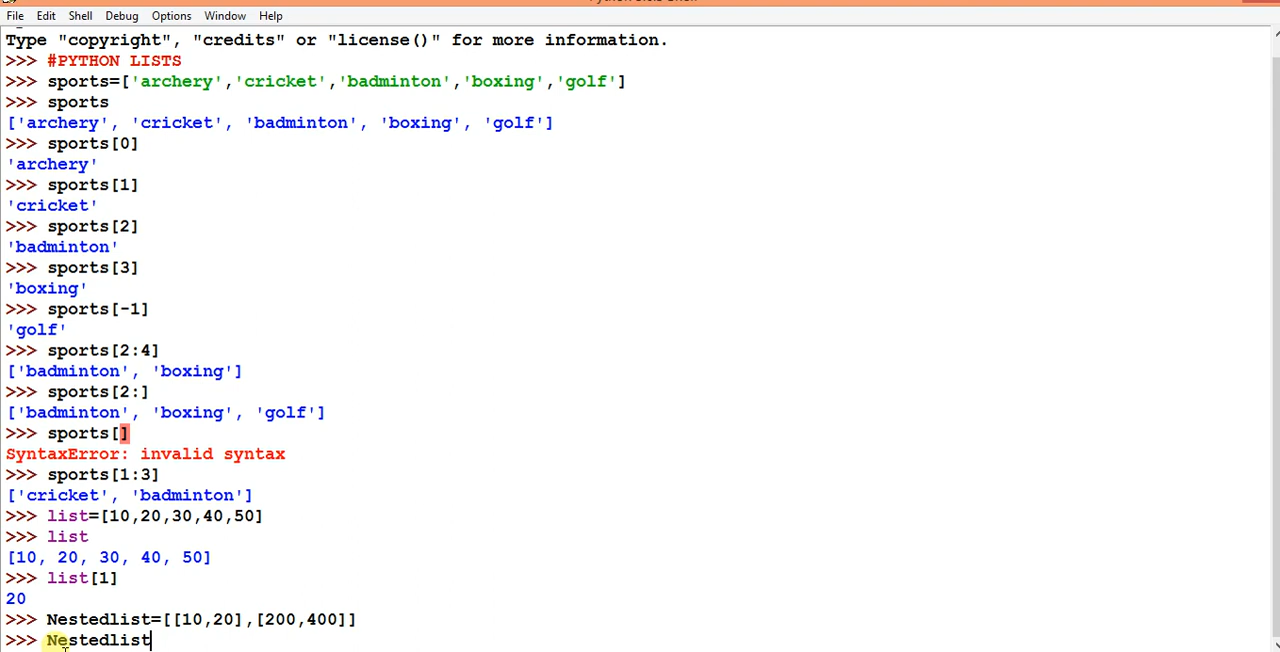 File Edit Shell Debug Options Window Help
Type "copyright", "credits" or "license()" for more information.
>>> #PYTHON LISTS
>>> sports=['archery','cricket','badminton','boxing','golf']
>>> sports
['archery', 'cricket', 'badminton', 'boxing', 'golf']
>>> sports[0]
'archery'
>>> sports[1]
'cricket'
>>> sports[2]
'badminton'
>>> sports[3]
'boxing'
>>> sports[-1]
'golf'
>>> sports[2:4]
['badminton', 'boxing']
>>> sports[2:]
['badminton', 'boxing', 'golf']
>>> sports[]
SyntaxError: invalid syntax
>>> sports[1:3]
['cricket', 'badminton']
>>> list=[10,20,30,40,50]
>>> list
[10, 20, 30, 40, 50]
>>> list[1]
20
>>> Nestedlist=[[10,20],[200,400]]
>>> Nestedlist